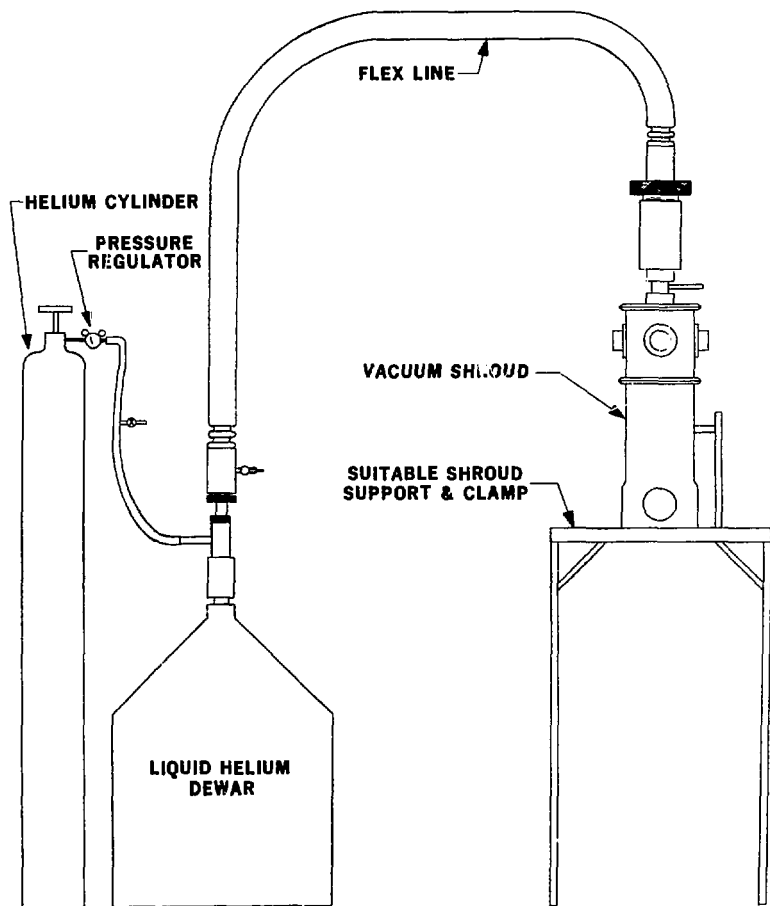 FLEX LINE
HELIUM CYLINDER
PRESSURE
REGULATOR
VACUUM SHROUD
SUITABLE SHROUD
SUPPORT & CLAMP
LIQUID HELIUM
DEWAR